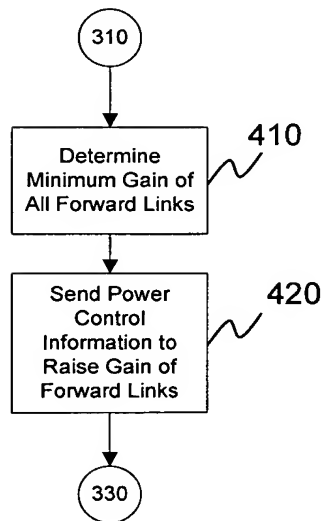 310
Determine
Minimum Gain of
All Forward Links
410
Send Power
Control
Information to
Raise Gain of
Forward Links
420
330